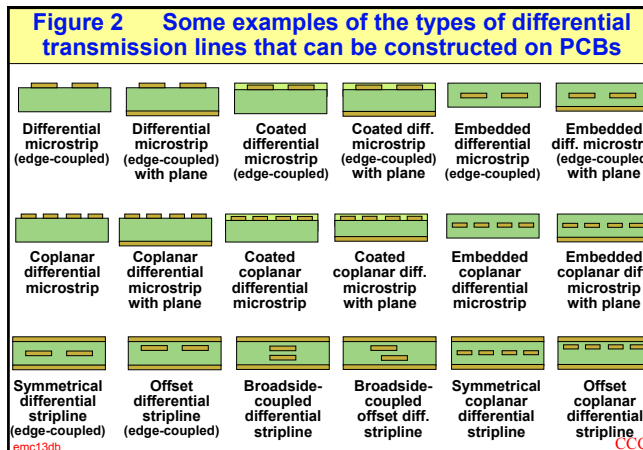 Figure 2 Some examples of the types of differential
transmission lines that can be constructed on PCBs
Differential
microstrip
(edge-coupled)
Differential
microstrip
(edge-coupled)
with plane
Coated
differential
microstrip
(edge-coupled)
Coated diff.
microstrip
(edge-coupled)
with plane
Embedded
differential
microstrip
(edge-coupled)
Embedded
diff. microstrip
(edge-coupled)
with plane
Coplanar
differential
microstrip
Coplanar
differential
microstrip
with plane
Coated
coplanar
differential
microstrip
Coated
coplanar diff.
microstrip
with plane
Embedded
coplanar
differential
microstrip
Embedded
coplanar diff.
microstrip
with plane
Symmetrical
differential
stripline
(edge-coupled)
Offset
differential
stripline
(edge-coupled)
Broadside-
coupled
differential
stripline
Broadside-
coupled
offset diff.
stripline
Symmetrical
coplanar
differential
stripline
Offset
coplanar
differential
stripline
emc13db